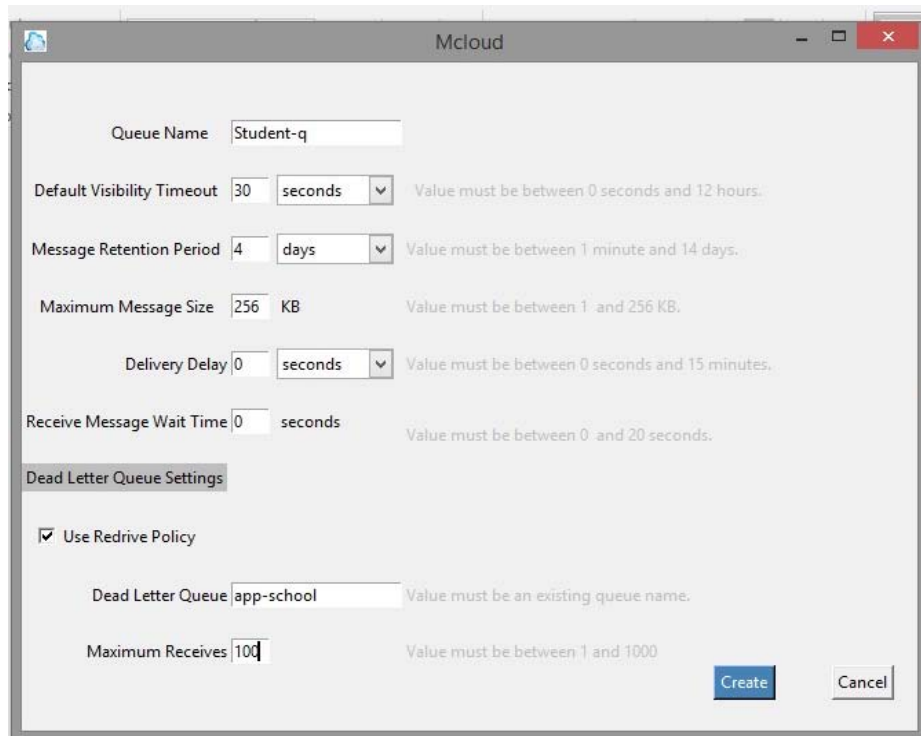 Mcloud
Queue Name Student-q
Default Visibility Timeout 30 seconds Value must be between 0 seconds and 12 hours.
Message Retention Period 4 days Value must be between 1 minute and 14 days.
Maximum Message Size 256 KB Value must be between 1 and 256 KB.
Delivery Delay 0 seconds Value must be between 0 seconds and 15 minutes.
Receive Message Wait Time 0 seconds Value must be between 0 and 20 seconds.
Dead Letter Queue Settings
Use Redrive Policy
Dead Letter Queue app-school Value must be an existing queue name.
Maximum Receives 100 Value must be between 1 and 1000
Create Cancel